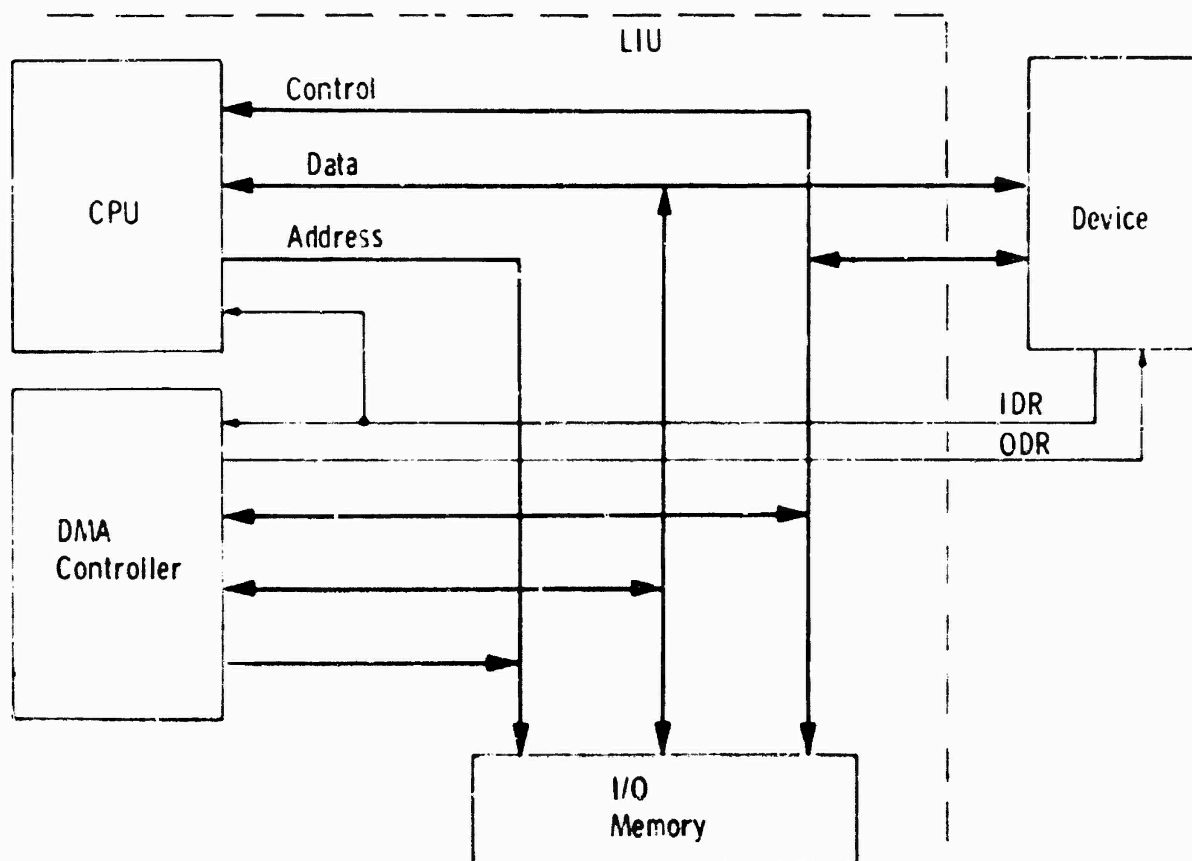 LIU
Control
Data
CPU
Device
Address
IDR
ODR
DMA
Controller
I/O
Memory